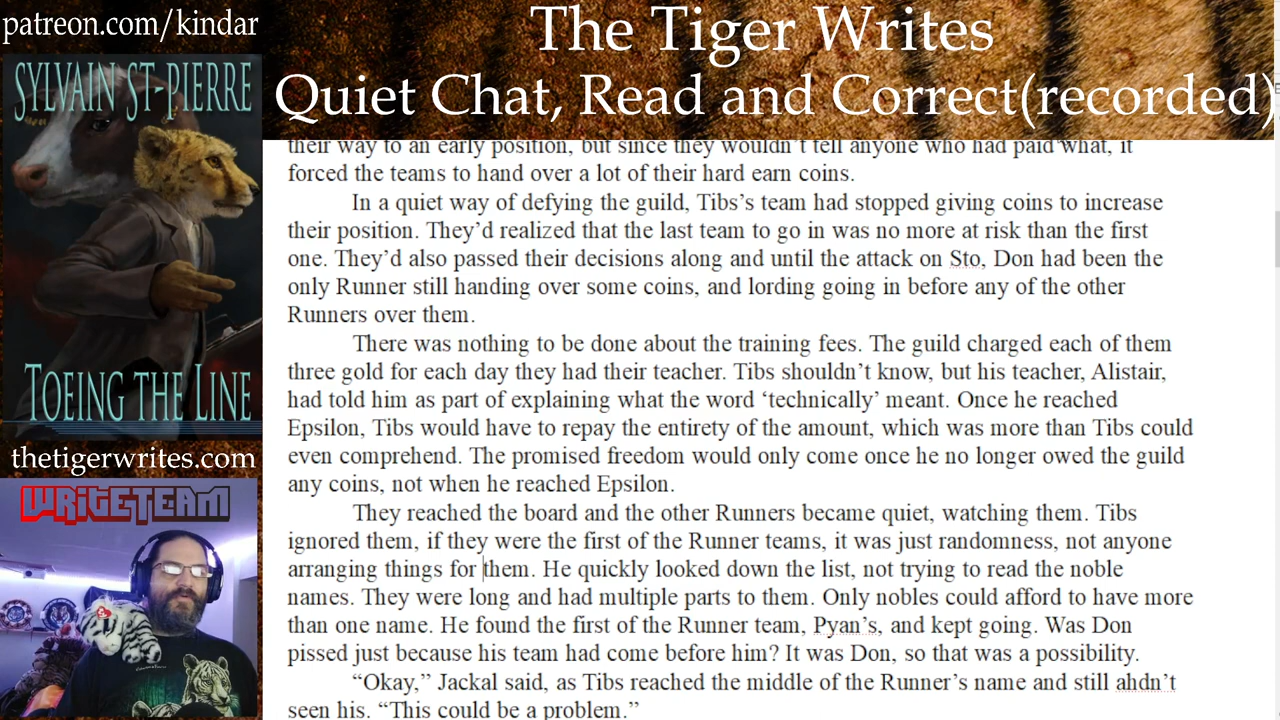 patreon.com/kindar
The Tiger Writes
Quiet Chat, Read and Correct(recorded)
SYLVAIN ST-PIERRE
TOEING THE LINE
thetigerwrites.com
WRITETEAM
their way to an early position, but since they wouldn't tell anyone who had paid what, it
forced the teams to hand over a lot of their hard earn coins.
In a quiet way of defying the guild, Tibs's team had stopped giving coins to increase
their position. They'd realized that the last team to go in was no more at risk than the first
one. They'd also passed their decisions along and until the attack on Sto, Don had been the
only Runner still handing over some coins, and lording going in before any of the other
Runners over them.
There was nothing to be done about the training fees. The guild charged each of them
three gold for each day they had their teacher. Tibs shouldn't know, but his teacher, Alistair,
had told him as part of explaining what the word ‘technically’ meant. Once he reached
Epsilon, Tibs would have to repay the entirety of the amount, which was more than Tibs could
even comprehend. The promised freedom would only come once he no longer owed the guild
any coins, not when he reached Epsilon.
They reached the board and the other Runners became quiet, watching them. Tibs
ignored them, if they were the first of the Runner teams, it was just randomness, not anyone
arranging things for them. He quickly looked down the list, not trying to read the noble
names. They were long and had multiple parts to them. Only nobles could afford to have more
than one name. He found the first of the Runner team, Pyan's, and kept going. Was Don
pissed just because his team had come before him? It was Don, so that was a possibility.
“Okay,” Jackal said, as Tibs reached the middle of the Runner's name and still ahdn't
seen his. “This could be a problem.”